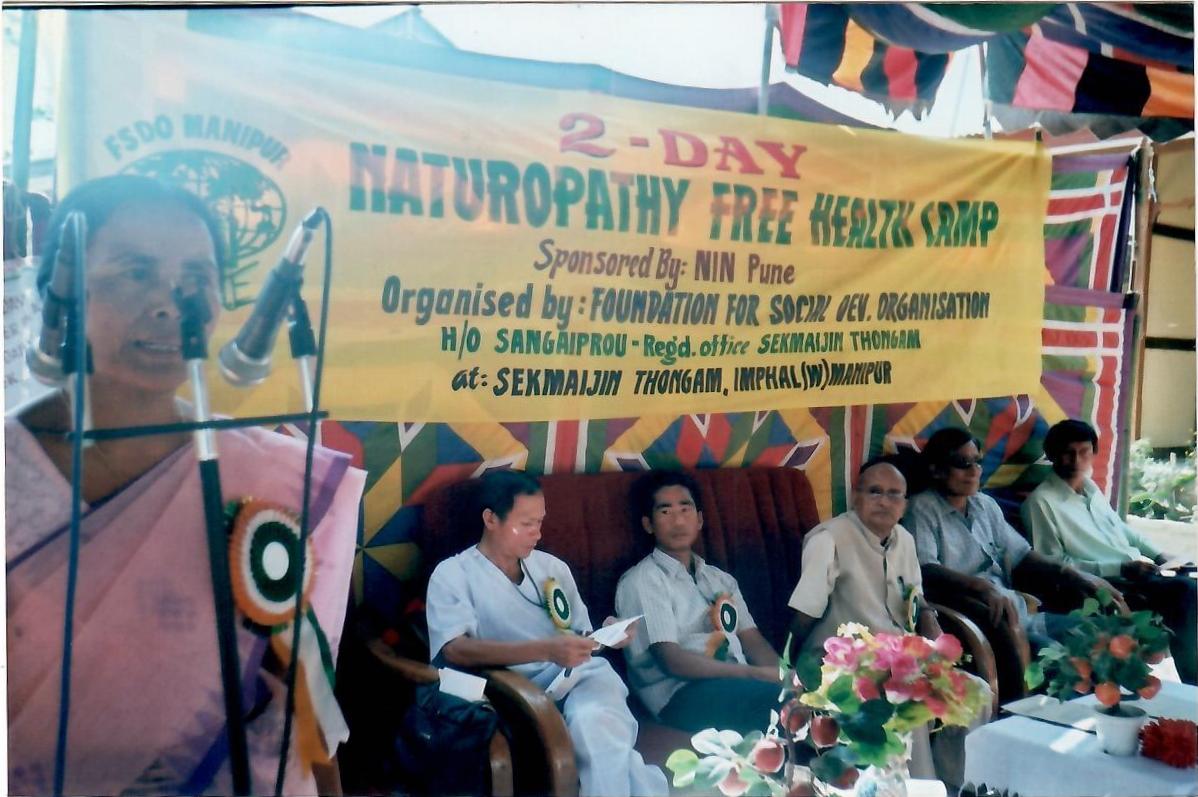 FSDO MANIPUR
2-DAY
NATUROPATHY FREE HEALTH CAMP
Sponsored By: NIN Pune
Organised by: FOUNDATION FOR SOCIAL DEV. ORGANISATION
H/O SANGAIPROU - Regd. office SEKMAIJIN THONGAM
at: SEKMAIJIN THONGAM, IMPHAL(W) MANIPUR